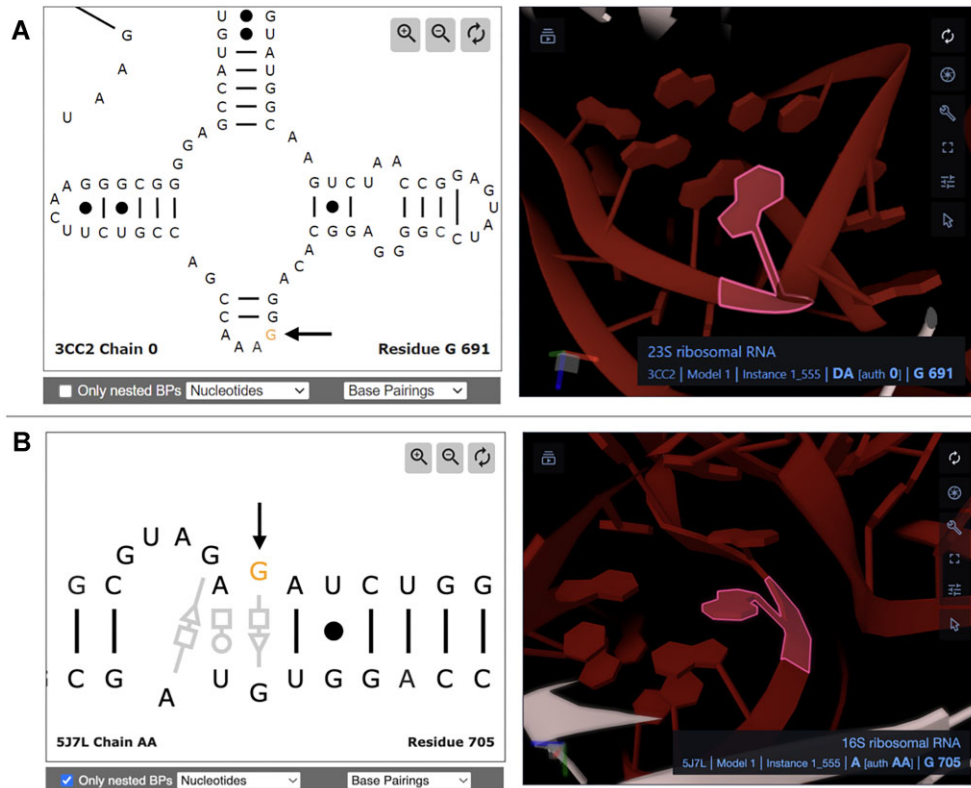 A
U G
G U
U A
A U
C G
C G
G C
G
A
A
U
A
G
G
A
A
A G G G C G G
A
C
U
U U C U G C C
G U C U
A A
C C G G
A
G
U
A
U
C C G G
G
G
C G G A
A
C
A
A
G
C G
C G
A A A G
3CC2 Chain 0
Residue G 691
Only nested BPs
Nucleotides
Base Pairings
23S ribosomal RNA
3CC2 | Model 1 | Instance 1_555 | DA [auth 0] | G 691
B
G C G U A G A G A U C U G G
C G A U G U G G A C C
5J7L Chain AA
Residue 705
Only nested BPs
Nucleotides
Base Pairings
16S ribosomal RNA
5J7L | Model 1 | Instance 1_555 | A [auth AA] | G 705